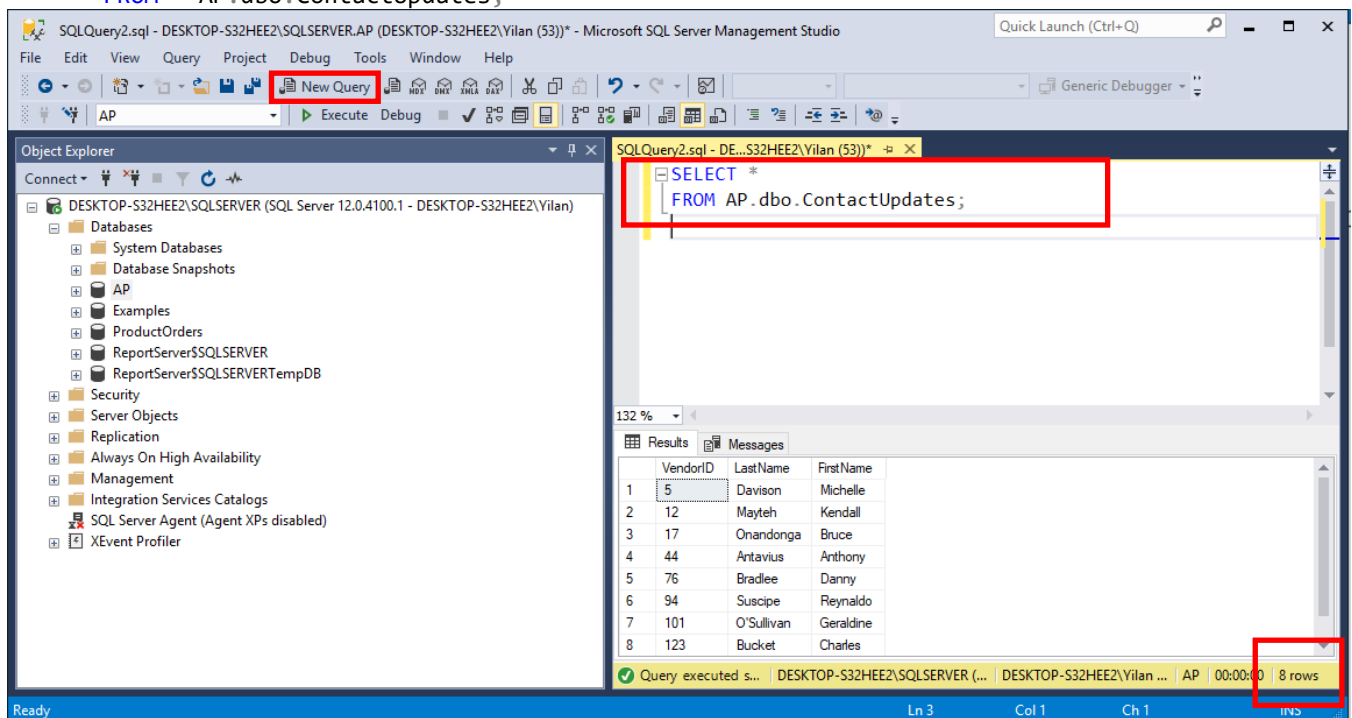 FROM AP.dbo.ContactUpdates;
SQLQuery2.sql - DESKTOP-S32HEE2\SQLSERVER.AP (DESKTOP-S32HEE2\Yilan (53))* - Microsoft SQL Server Management Studio
Quick Launch (Ctrl+Q)
File Edit View Query Project Debug Tools Window Help
New Query
Generic Debugger
AP
Execute Debug
Object Explorer
Connect
DESKTOP-S32HEE2\SQLSERVER (SQL Server 12.0.4100.1 - DESKTOP-S32HEE2\Yilan)
Databases
System Databases
Database Snapshots
AP
Examples
ProductOrders
ReportServer$SQLSERVER
ReportServer$SQLSERVERTempDB
Security
Server Objects
Replication
Always On High Availability
Management
Integration Services Catalogs
SQL Server Agent (Agent XPs disabled)
XEvent Profiler
SQLQuery2.sql - DE...S32HEE2\Yilan (53))*
SELECT *
FROM AP.dbo.ContactUpdates;
132 %
Results Messages
VendorID LastName FirstName
1 5 Davison Michelle
2 12 Mayteh Kendall
3 17 Onandonga Bruce
4 44 Antavius Anthony
5 76 Bradlee Danny
6 94 Suscipe Reynaldo
7 101 O'Sullivan Geraldine
8 123 Bucket Charles
Query executed s... DESKTOP-S32HEE2\SQLSERVER (... DESKTOP-S32HEE2\Yilan ... AP 00:00:00 8 rows
Ready Ln 3 Col 1 Ch 1 INS